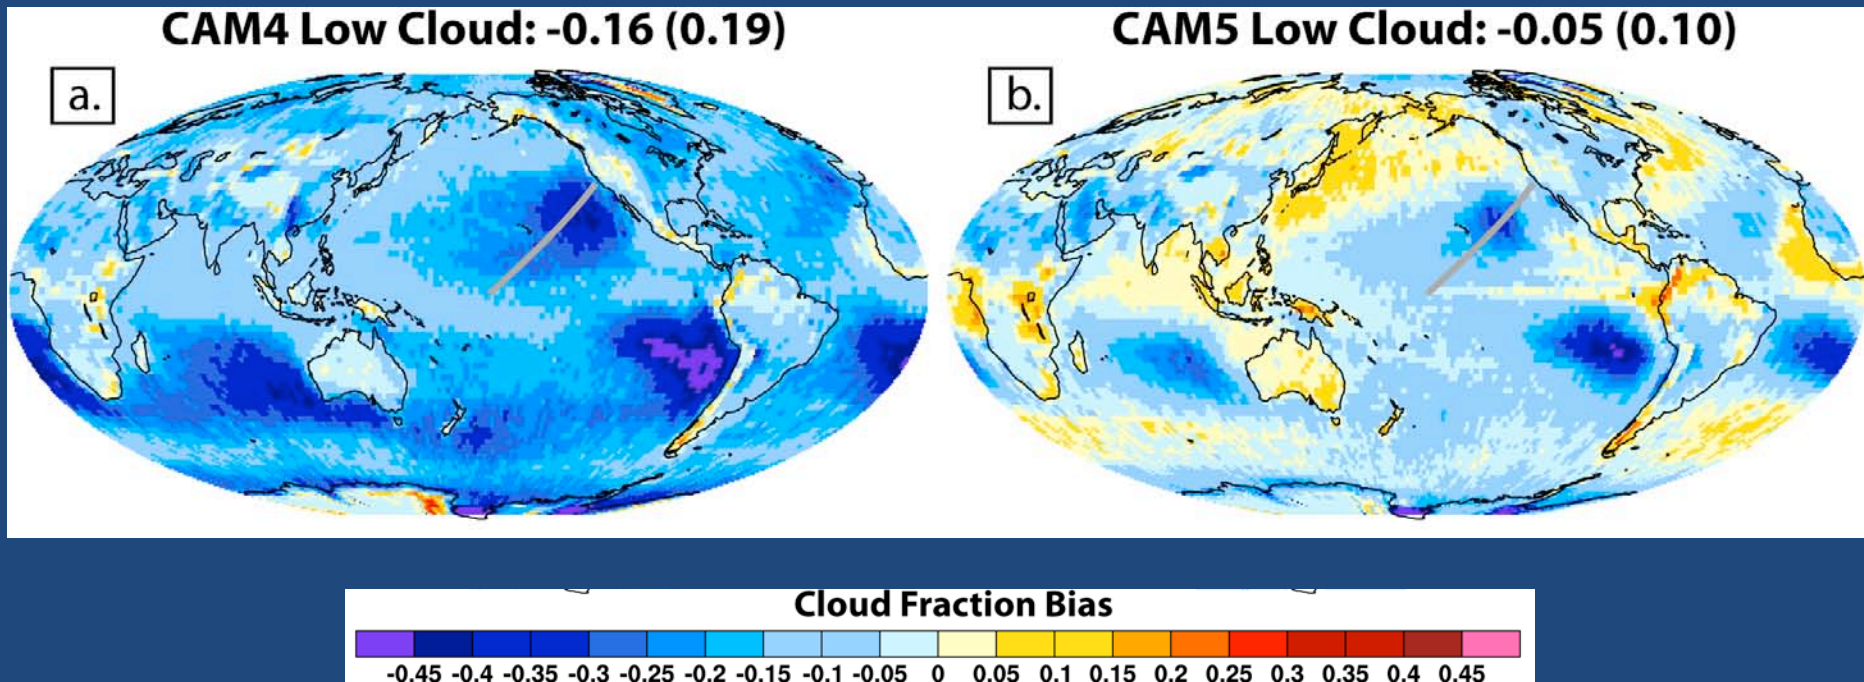 CAM4 Low Cloud: -0.16 (0.19)
CAM5 Low Cloud: -0.05 (0.10)
a.
b.
Cloud Fraction Bias
-0.45 -0.4 -0.35 -0.3 -0.25 -0.2 -0.15 -0.1 -0.05 0 0.05 0.1 0.15 0.2 0.25 0.3 0.35 0.4 0.45